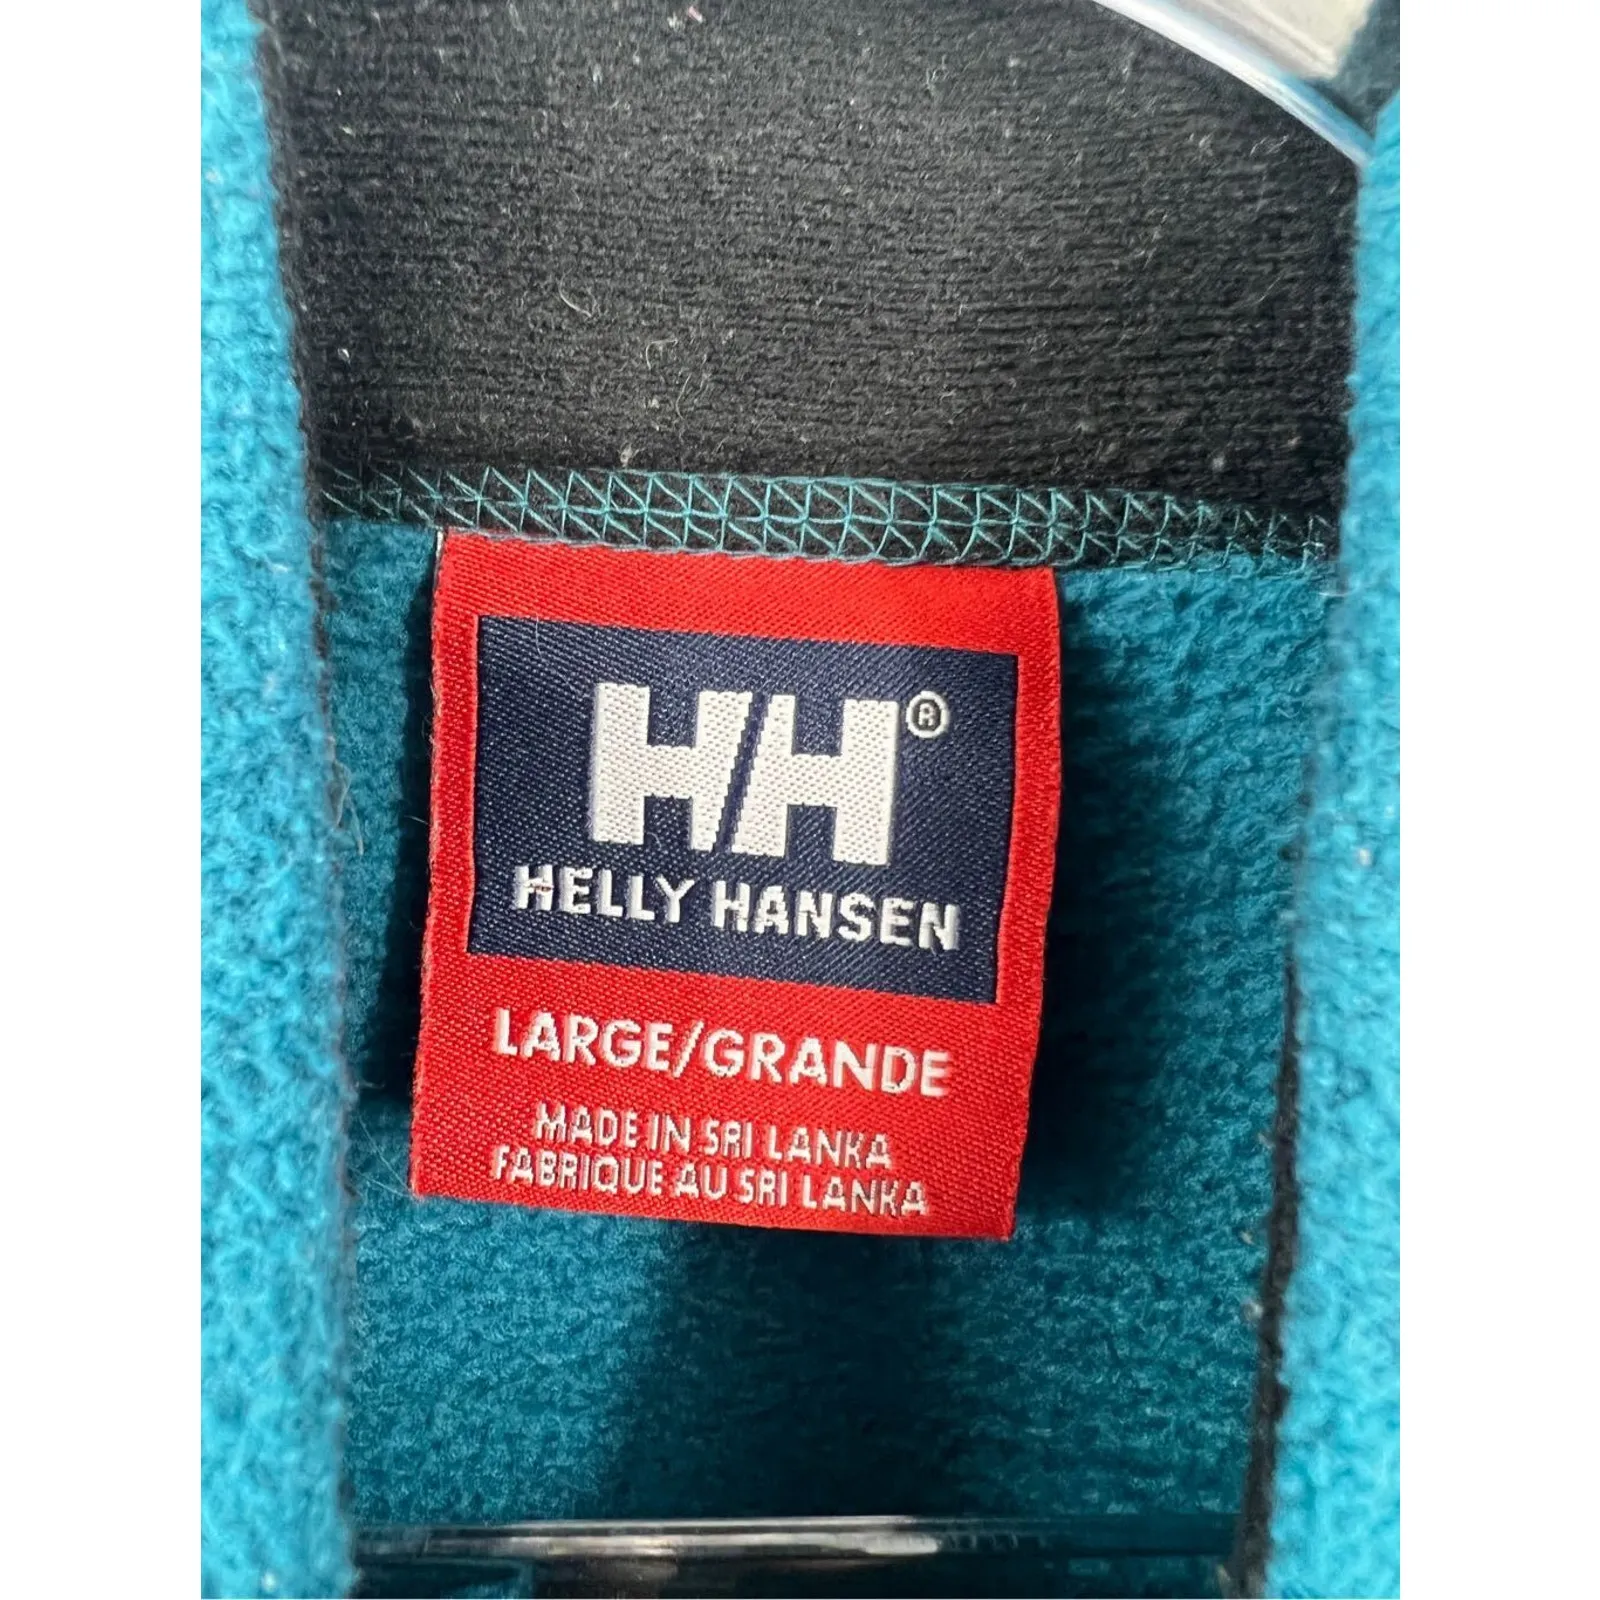 HH®
HELLY HANSEN
LARGE/GRANDE
MADE IN SRI LANKA
FABRIQUE AU SRI LANKA